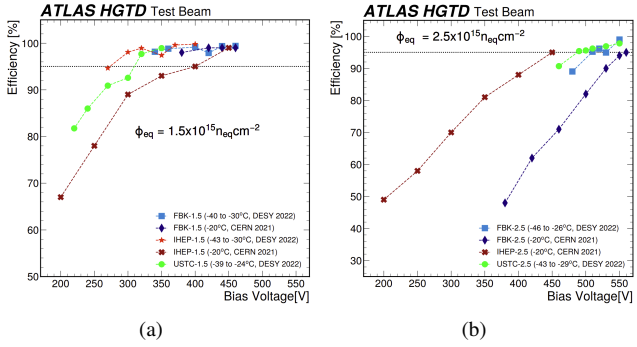 ATLAS HGTD Test Beam
Efficiency [%]
100
90
80
70
60
50
ϕeq = 1.5x10¹⁵neqcm⁻²
FBK-1.5 (-40 to -30°C, DESY 2022)
FBK-1.5 (-20°C, CERN 2021)
IHEP-1.5 (-43 to -30°C, DESY 2022)
IHEP-1.5 (-20°C, CERN 2021)
USTC-1.5 (-39 to -24°C, DESY 2022)
200 250 300 350 400 450 500 550
Bias Voltage[V]
(a)
ATLAS HGTD Test Beam
Efficiency [%]
100
90
80
70
60
50
40
30
ϕeq = 2.5x10¹⁵neqcm⁻²
FBK-2.5 (-46 to -26°C, DESY 2022)
FBK-2.5 (-20°C, CERN 2021)
IHEP-2.5 (-20°C, CERN 2021)
USTC-2.5 (-43 to -29°C, DESY 2022)
200 250 300 350 400 450 500 550
Bias Voltage[V]
(b)